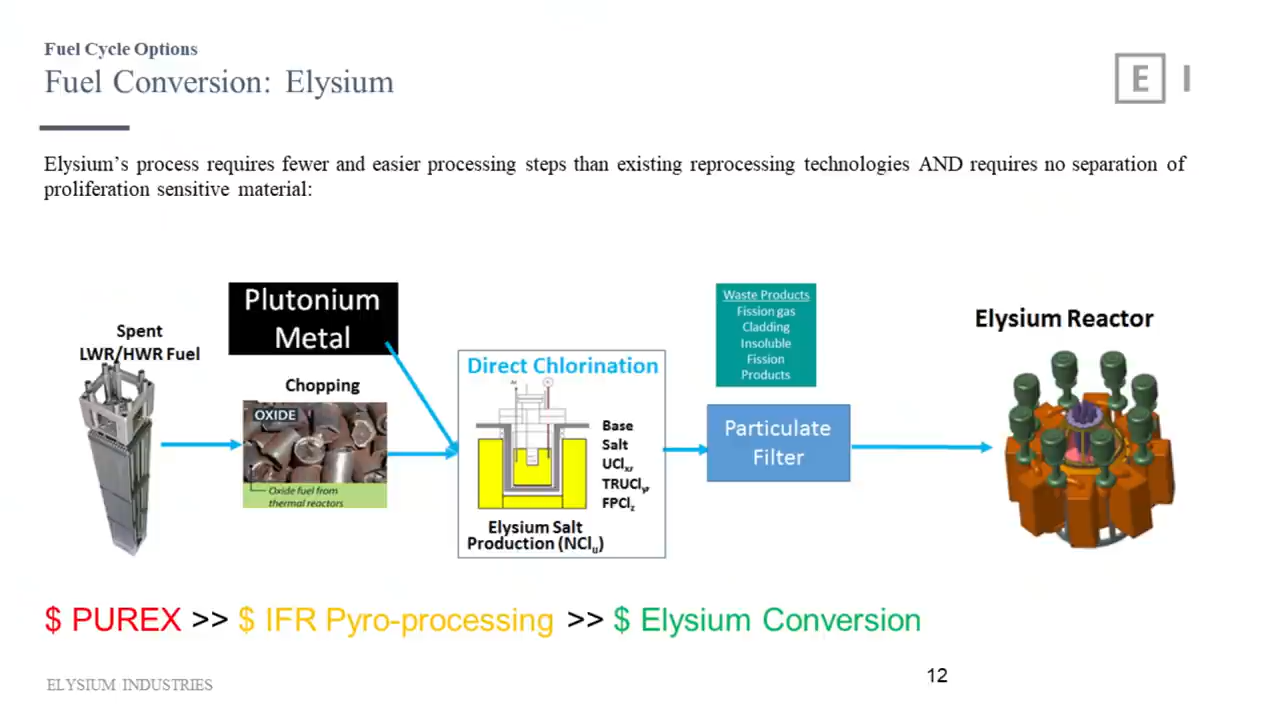 Fuel Cycle Options
Fuel Conversion: Elysium
E I
Elysium's process requires fewer and easier processing steps than existing reprocessing technologies AND requires no separation of
proliferation sensitive material:
Spent
LWR/HWR Fuel
Plutonium
Metal
Chopping
OXIDE
Oxide fuel from
thermal reactors
Direct Chlorination
Base
Salt
UClxr
TRUCly,
FPClz
Elysium Salt
Production (NClu)
Waste Products
Fission gas
Cladding
Insoluble
Fission
Products
Particulate
Filter
Elysium Reactor
$ PUREX >> $ IFR Pyro-processing >> $ Elysium Conversion
ELYSIUM INDUSTRIES
12